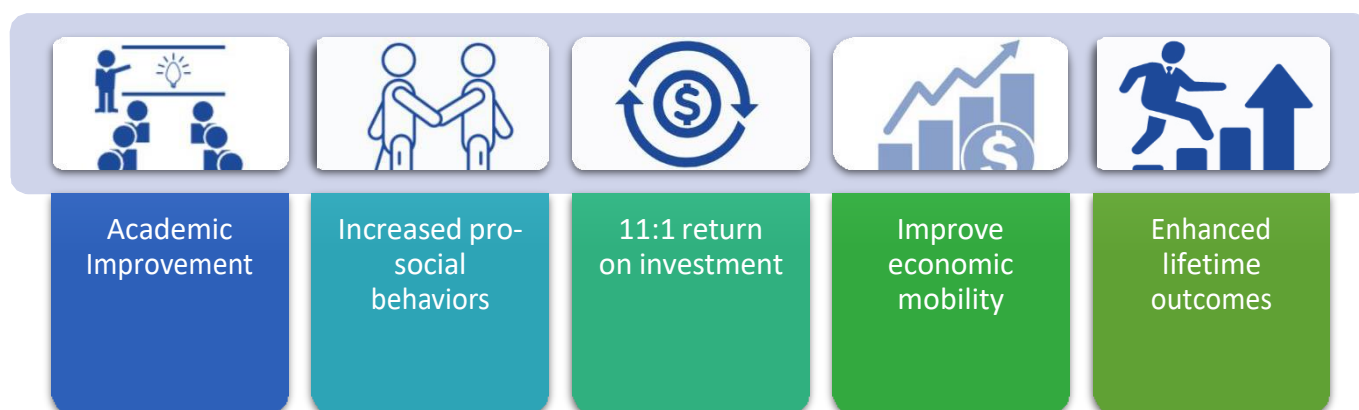 Academic
Improvement
Increased pro-
social
behaviors
11:1 return
on investment
Improve
economic
mobility
Enhanced
lifetime
outcomes
$
$